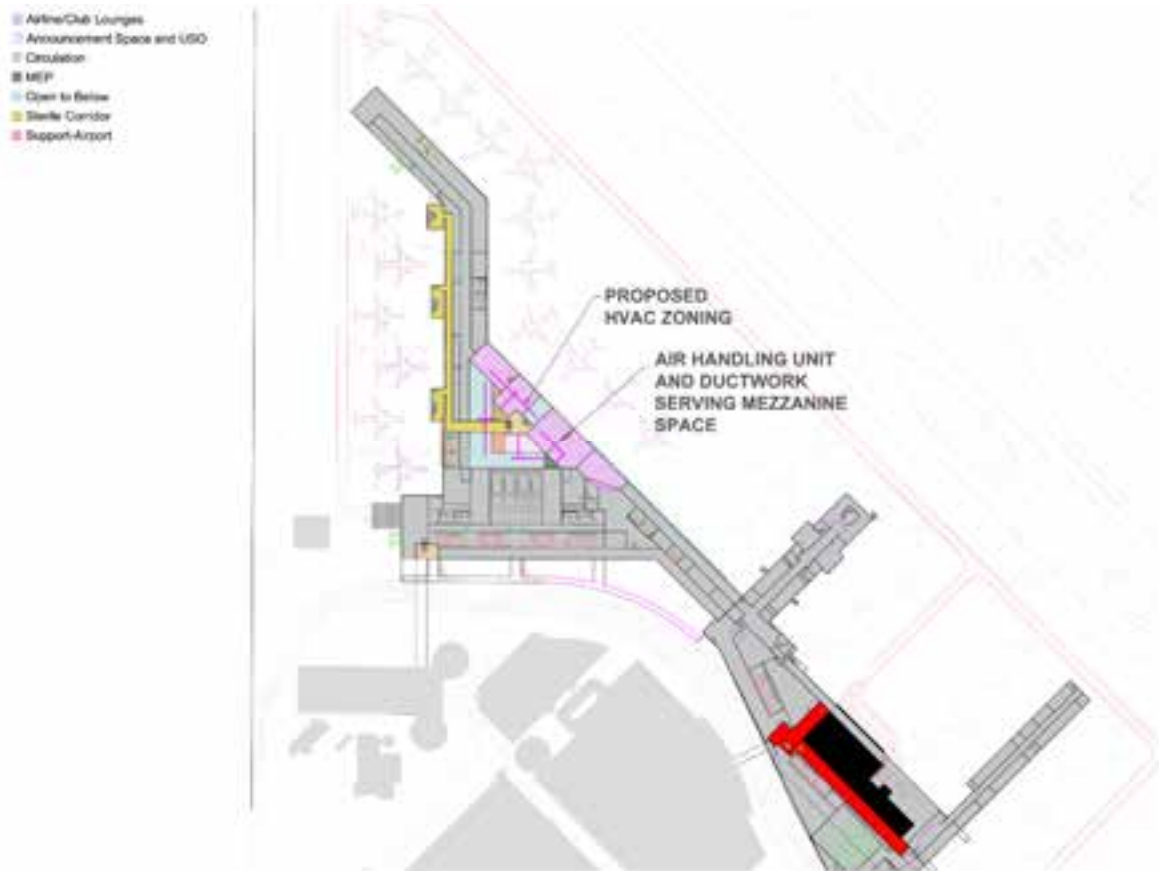 Airline/Club Lounges
Announcement Space and USO
Circulation
MEP
Open to Below
Sterile Corridor
Support-Airport
PROPOSED
HVAC ZONING
AIR HANDLING UNIT
AND DUCTWORK
SERVING MEZZANINE
SPACE